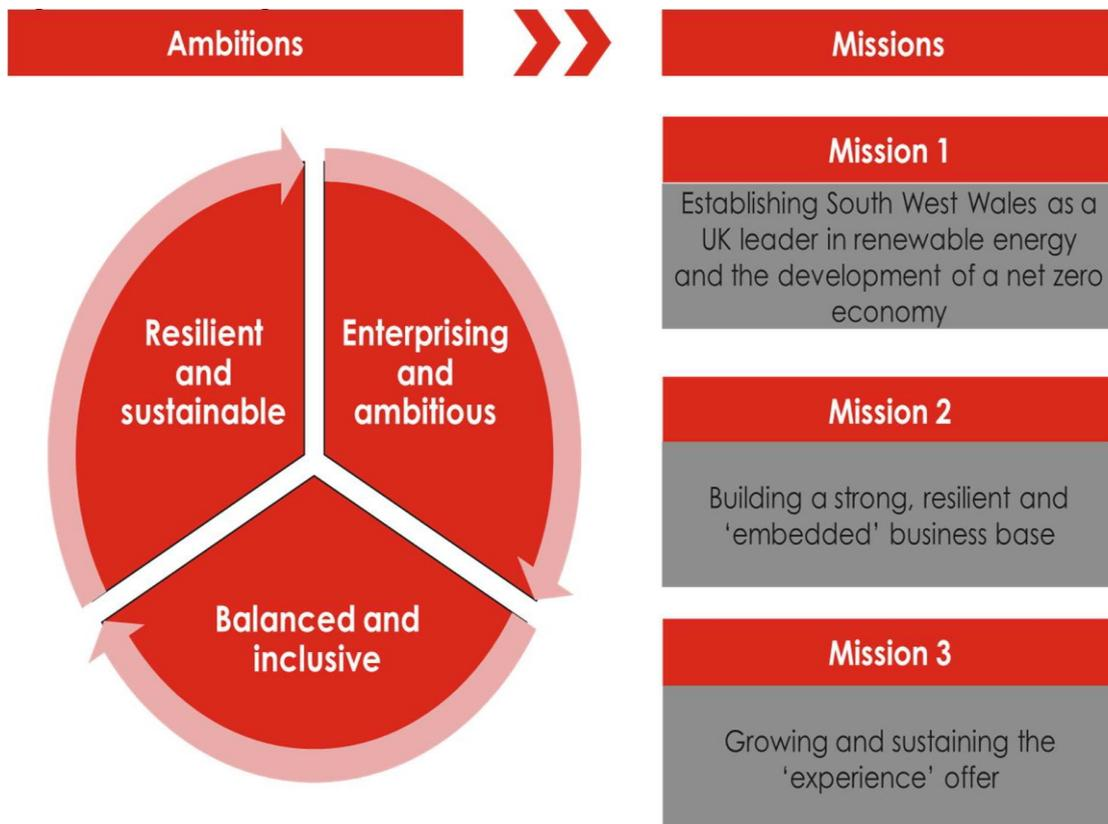 Ambitions
Missions
Resilient
and
sustainable
Enterprising
and
ambitious
Balanced and
inclusive
Mission 1
Establishing South West Wales as a
UK leader in renewable energy
and the development of a net zero
economy
Mission 2
Building a strong, resilient and
‘embedded’ business base
Mission 3
Growing and sustaining the
‘experience’ offer